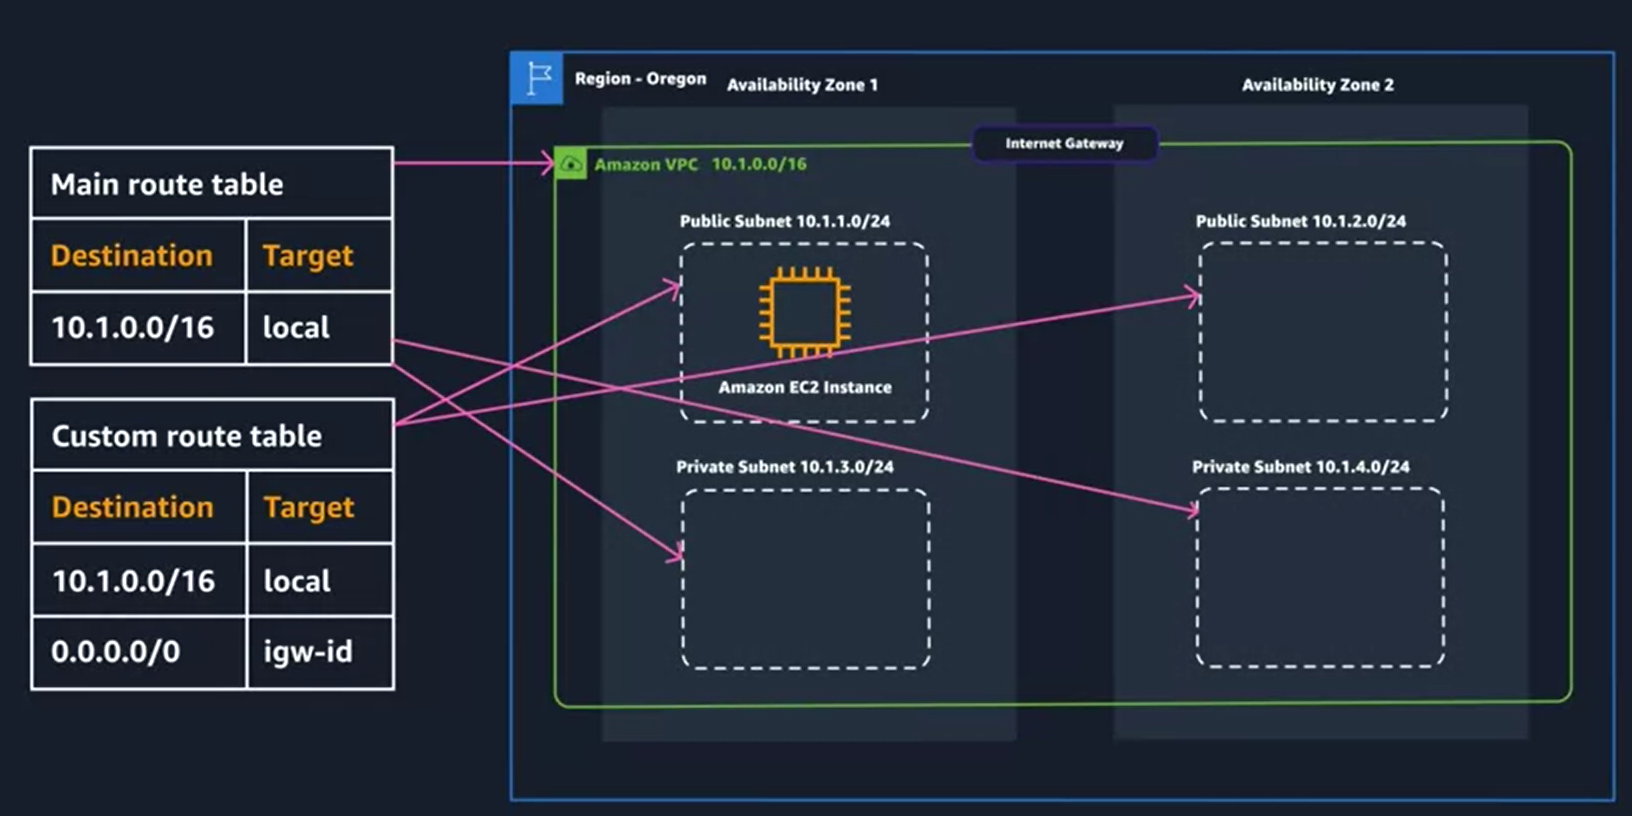 Region - Oregon
Availability Zone 1
Availability Zone 2
Internet Gateway
Amazon VPC 10.1.0.0/16
Main route table
Destination Target
10.1.0.0/16 local
Custom route table
Destination Target
10.1.0.0/16 local
0.0.0.0/0 igw-id
Public Subnet 10.1.1.0/24
Amazon EC2 Instance
Public Subnet 10.1.2.0/24
Private Subnet 10.1.3.0/24
Private Subnet 10.1.4.0/24